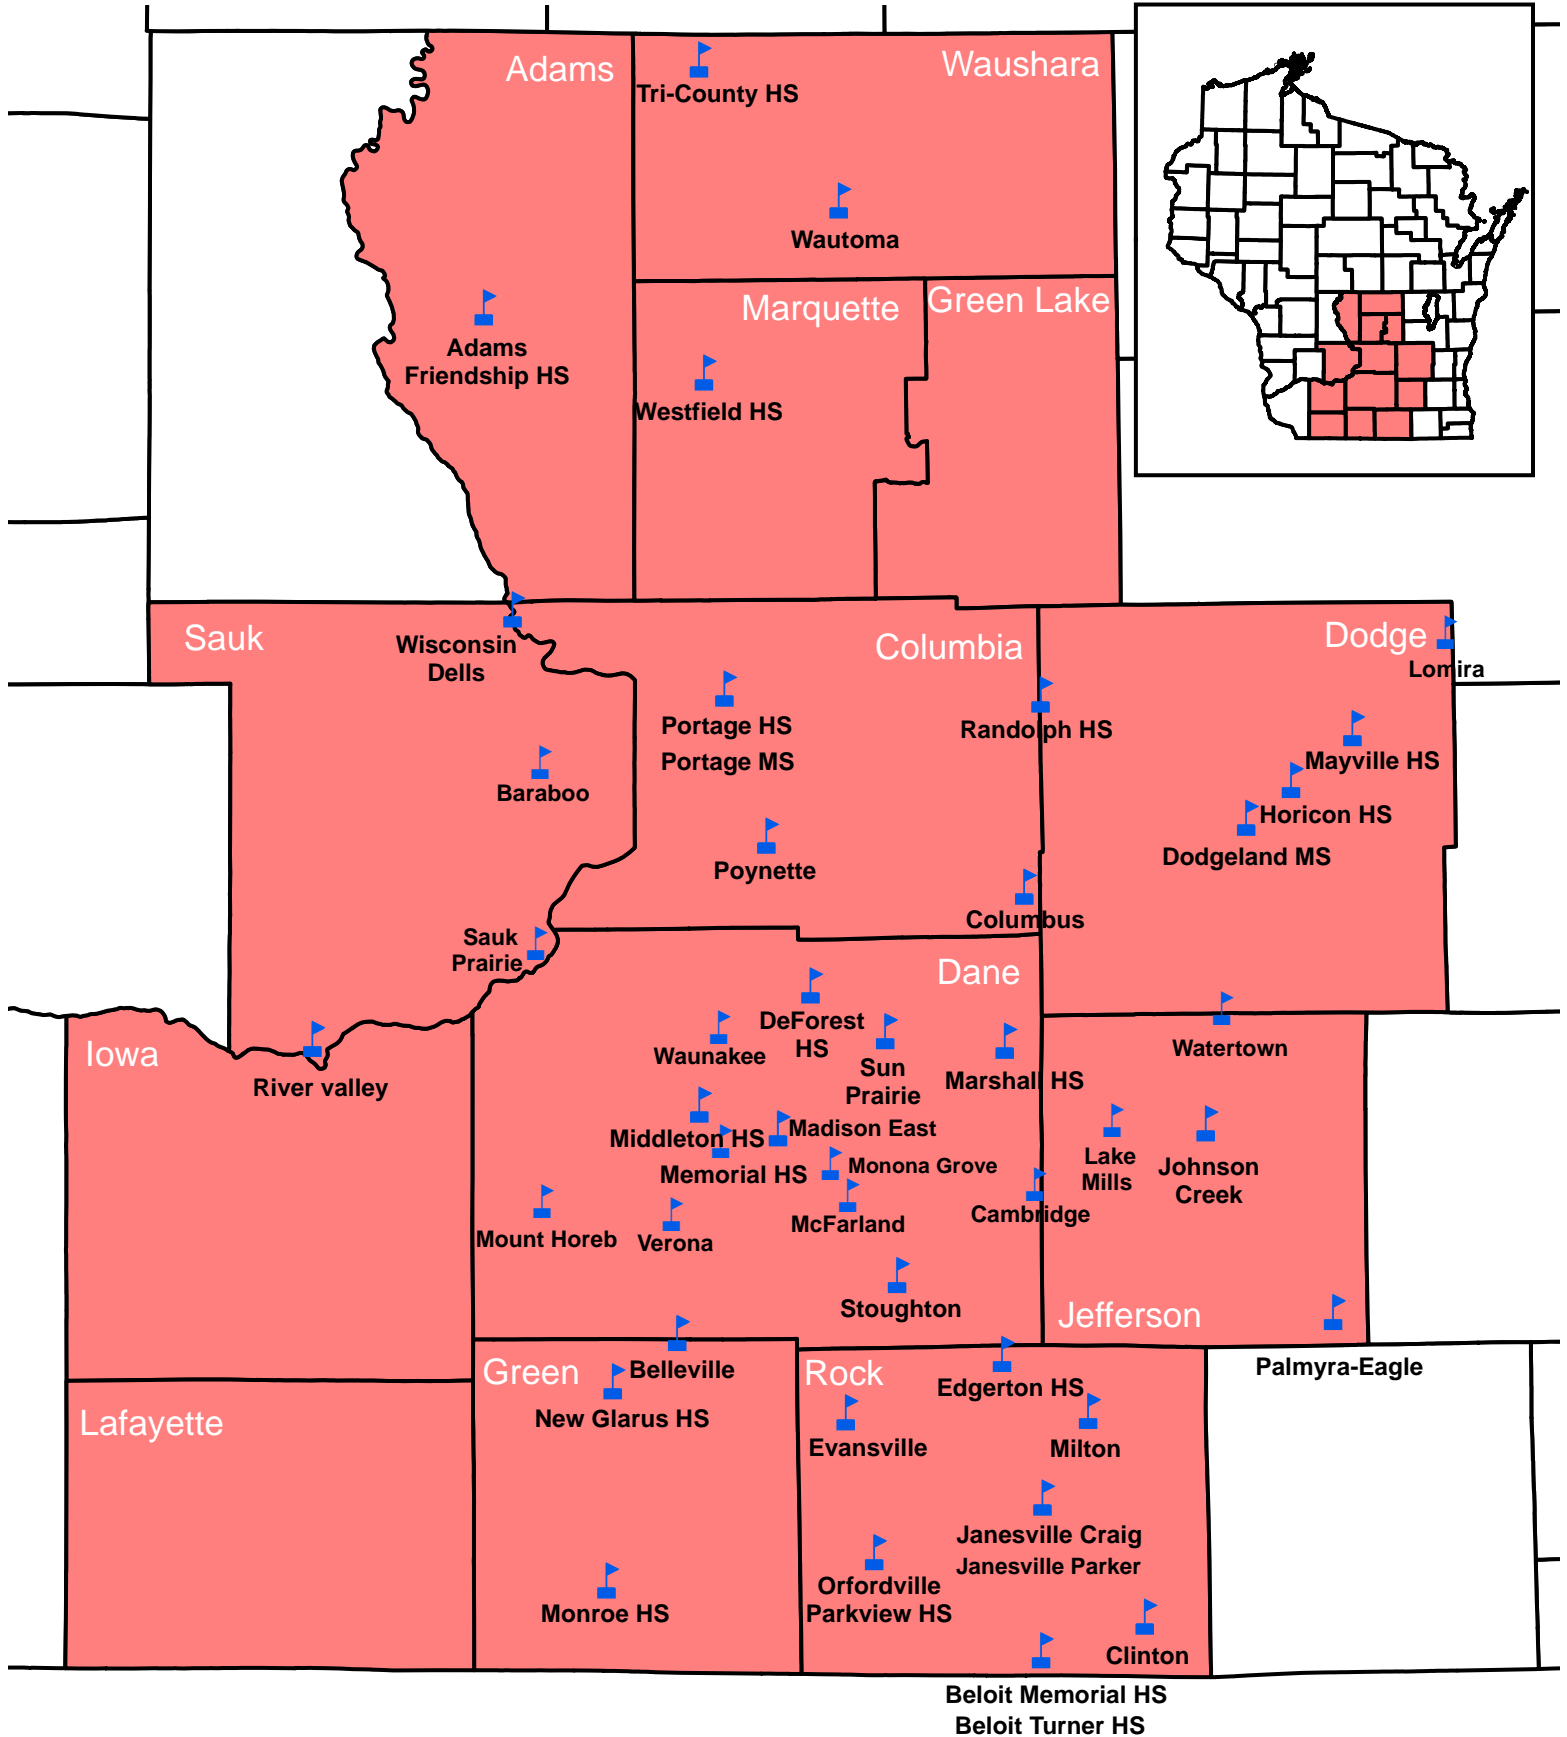 Adams
Waushara
Tri-County HS
Wautoma
Marquette
Green Lake
Adams
Friendship HS
Westfield HS
Sauk
Wisconsin
Dells
Columbia
Dodge
Lomira
Portage HS
Portage MS
Randolph HS
Mayville HS
Baraboo
Horicon HS
Poynette
Dodgeland MS
Columbus
Sauk
Prairie
Dane
DeForest
HS
Waunakee
Sun
Prairie
Marshall HS
Watertown
Iowa
River valley
Middleton HS
Madison East
Memorial HS
Monona Grove
Lake
Mills
Johnson
Creek
Mount Horeb
Verona
McFarland
Cambridge
Stoughton
Jefferson
Green
Belleville
Rock
Edgerton HS
Palmyra-Eagle
New Glarus HS
Lafayette
Evansville
Milton
Janesville Craig
Janesville Parker
Orfordville
Parkview HS
Monroe HS
Clinton
Beloit Memorial HS
Beloit Turner HS